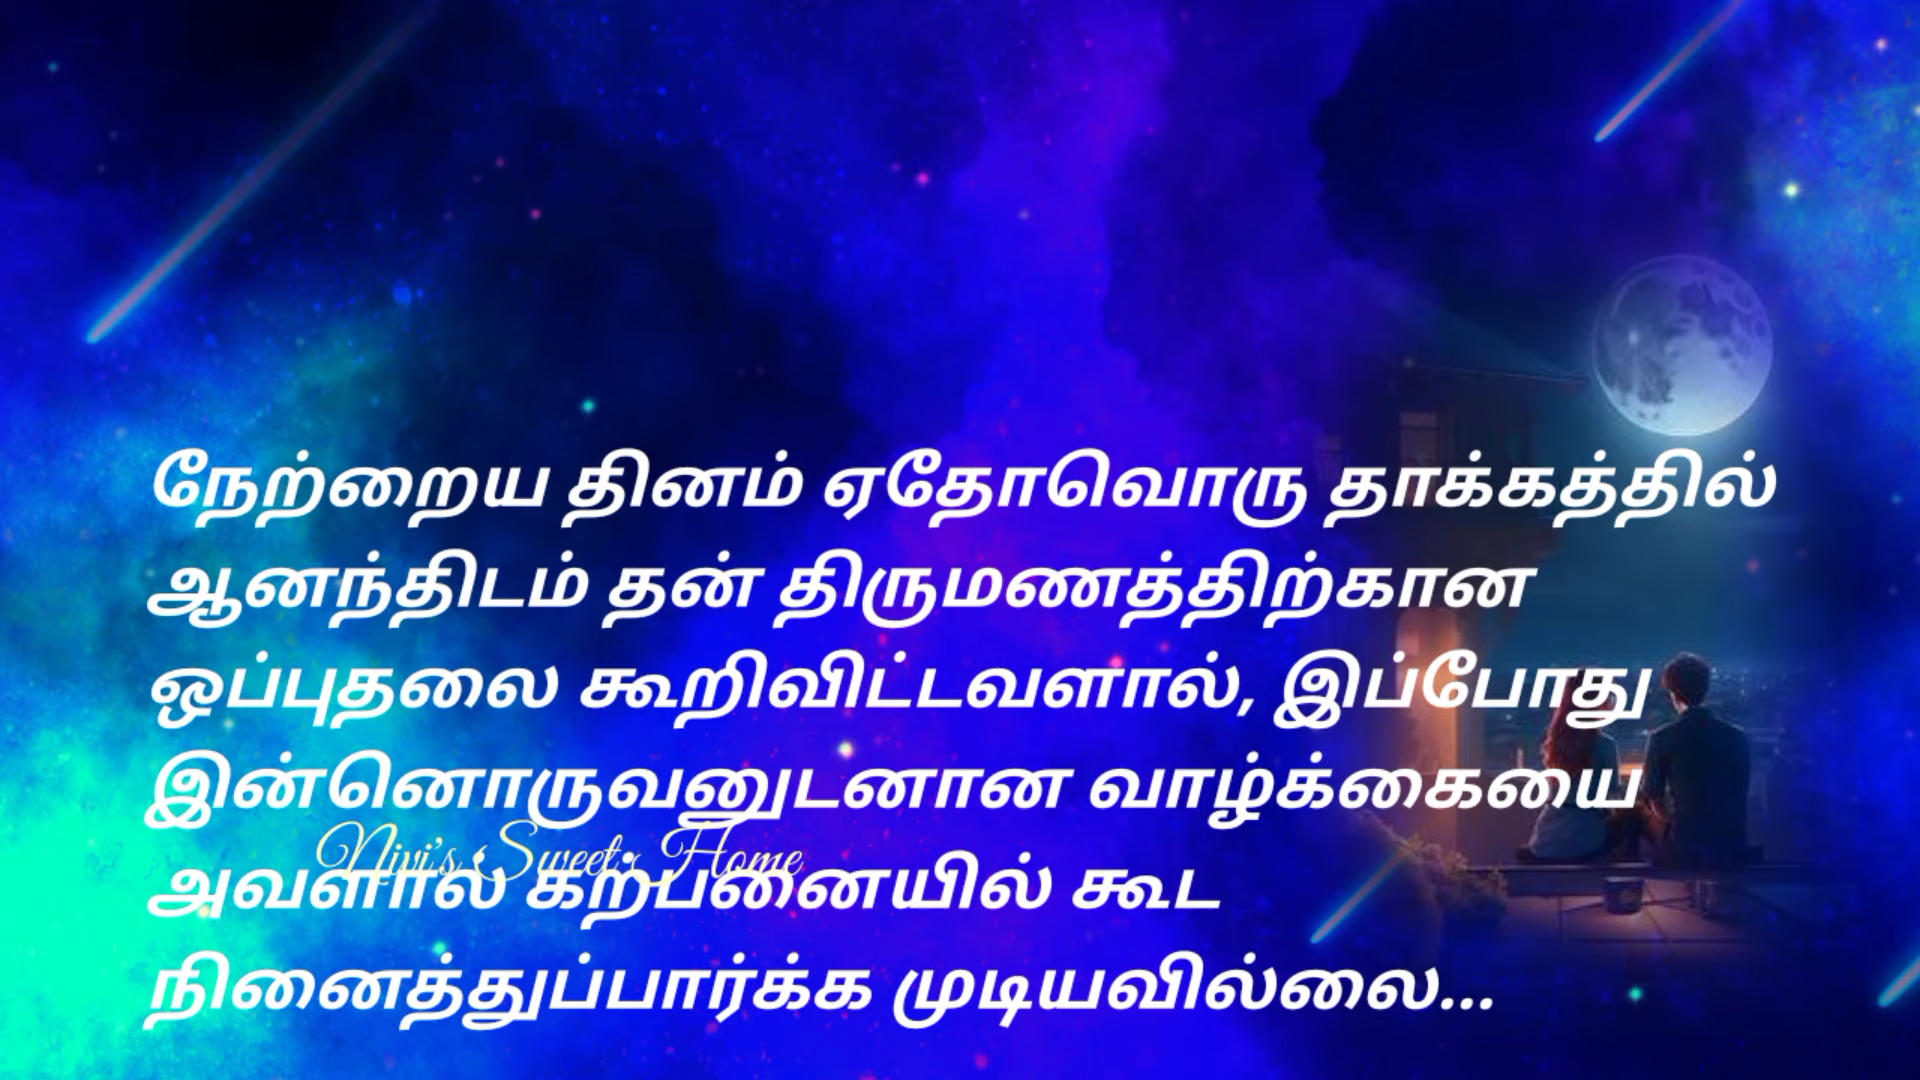 நேற்றைய தினம் ஏதோவொரு தாக்கத்தில்
ஆனந்திடம் தன் திருமணத்திற்கான
ஒப்புதலை கூறிவிட்டவளால், இப்போது
இன்னொருவனுடனான வாழ்க்கையை
Nivi's Sweet Home
அவளால் கற்பனையில் கூட
நினைத்துப்பார்க்க முடியவில்லை...